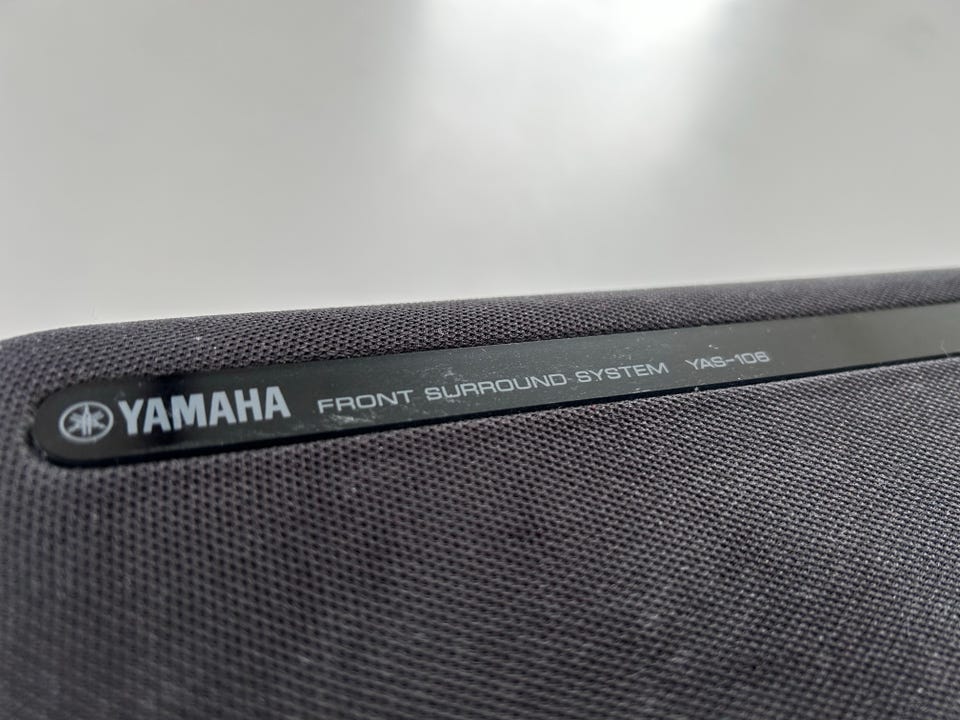 YAMAHA FRONT SURROUND SYSTEM YAS-106